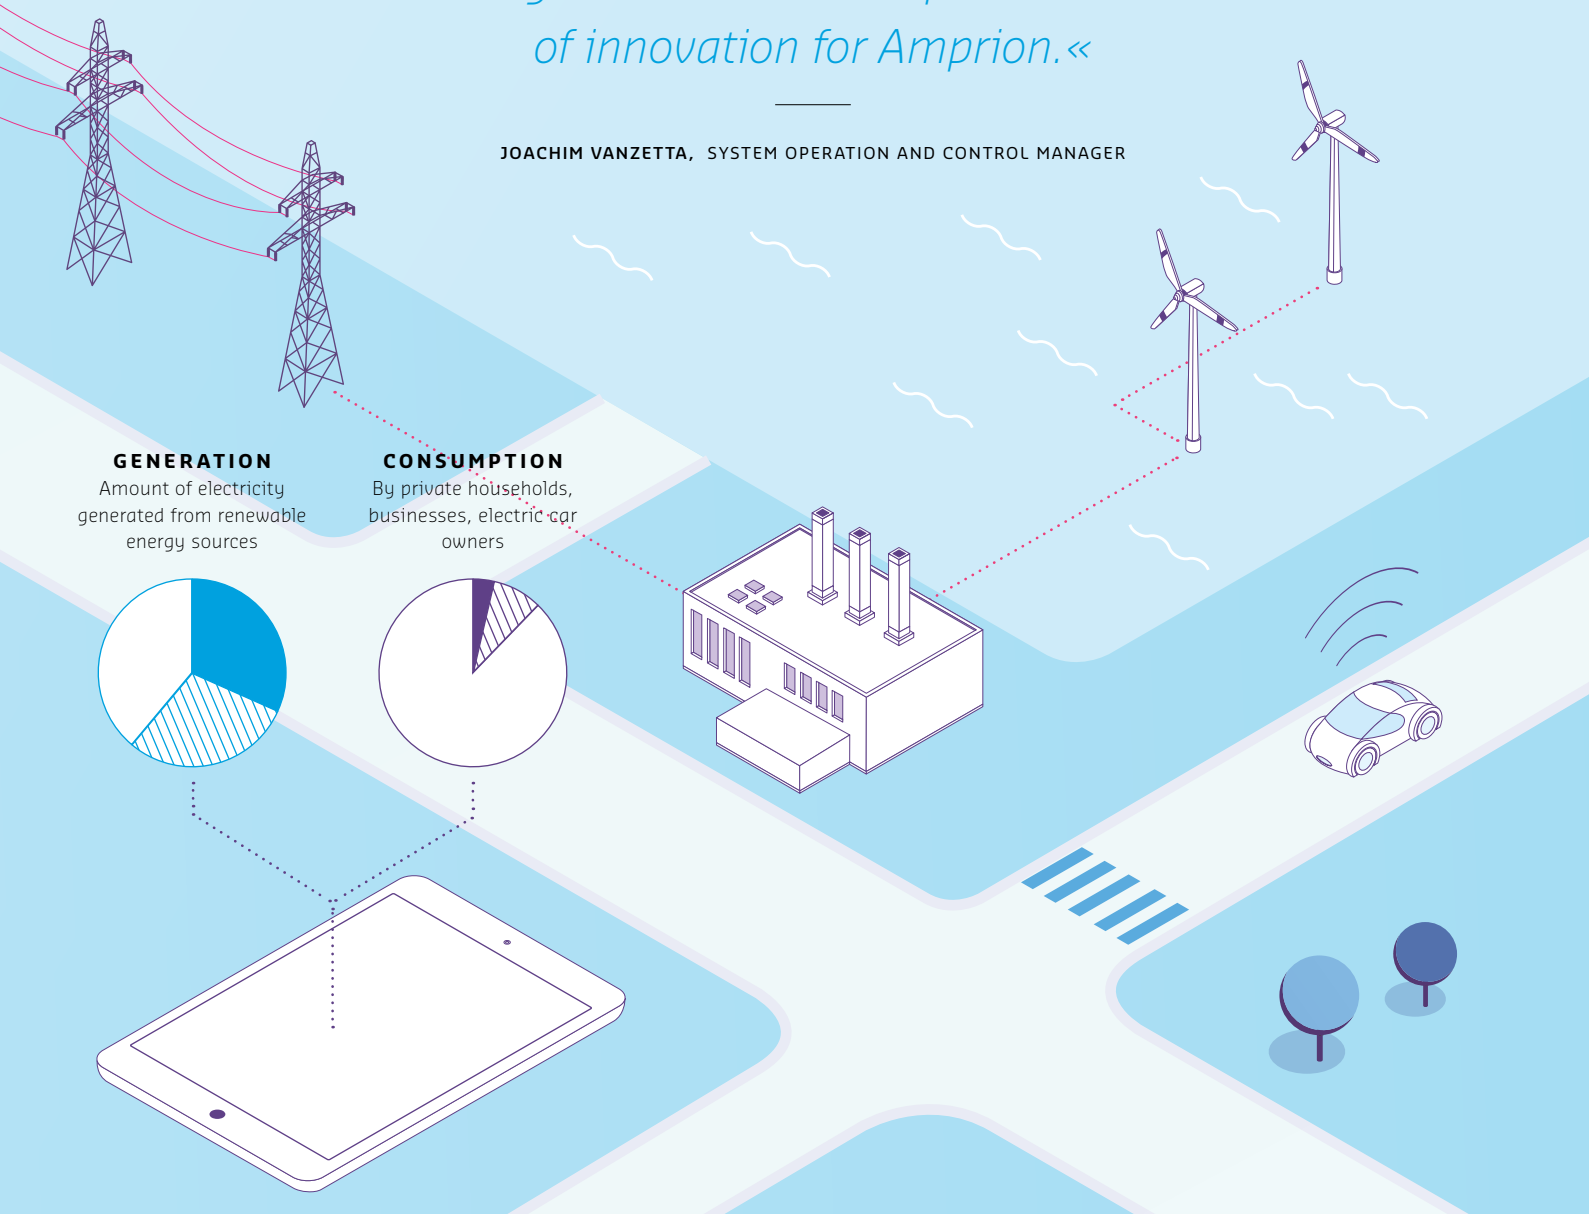 of innovation for Amprion.«
JOACHIM VANZETTA, SYSTEM OPERATION AND CONTROL MANAGER
GENERATION
Amount of electricity
generated from renewable
energy sources
CONSUMPTION
By private households,
businesses, electric car
owners